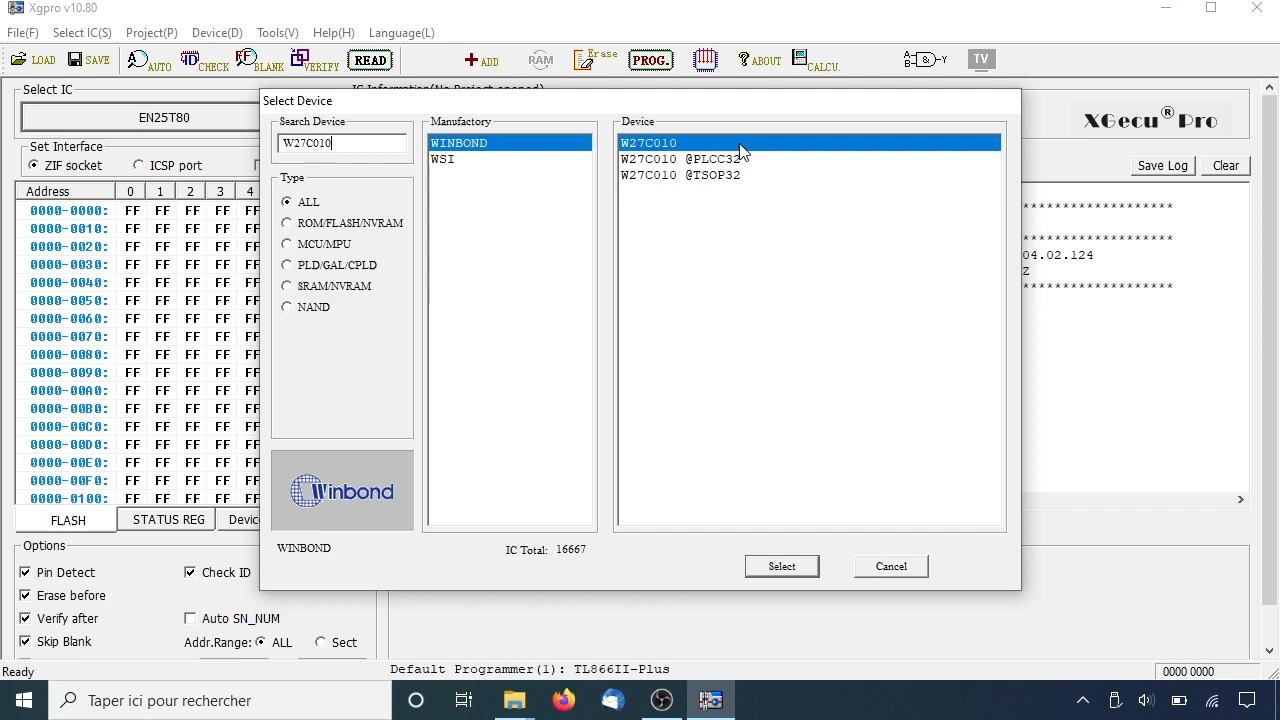 Xgpro v10.80
File(F) Select IC(S) Project(P) Device(D) Tools(V) Help(H) Language(L)
LOAD SAVE AUTO CHECK BLANK VERIFY READ ADD RAM Erase PROG. ABOUT CALCU. TV
Select IC
EN25T80
Set Interface
ZIF socket ICSP port
XGecu® Pro
Save Log Clear
Select Device
Search Device
W27C010
Type
ALL
ROM/FLASH/NVRAM
MCU/MPU
PLD/GAL/CPLD
SRAM/NVRAM
NAND
Winbond
WINBOND
Manufactory
WINBOND
WSI
Device
W27C010
W27C010 @PLCC32
W27C010 @TSOP32
IC Total: 16667
Select Cancel
Address 0 1 2 3 4
0000-0000: FF FF FF FF FF
0000-0010: FF FF FF FF FF
0000-0020: FF FF FF FF FF
0000-0030: FF FF FF FF FF
0000-0040: FF FF FF FF FF
0000-0050: FF FF FF FF FF
0000-0060: FF FF FF FF FF
0000-0070: FF FF FF FF FF
0000-0080: FF FF FF FF FF
0000-0090: FF FF FF FF FF
0000-00A0: FF FF FF FF FF
0000-00B0: FF FF FF FF FF
0000-00C0: FF FF FF FF FF
0000-00D0: FF FF FF FF FF
0000-00E0: FF FF FF FF FF
0000-00F0: FF FF FF FF FF
0000-0100: FF FF FF FF FF
*******************
*******************
04.02.124
Z
*******************
FLASH STATUS REG Devic
Options
Pin Detect Check ID
Erase before
Verify after Auto SN_NUM
Skip Blank Addr.Range: ALL Sect
Ready Default Programmer(1): TL866II-Plus 0000 0000
Taper ici pour rechercher